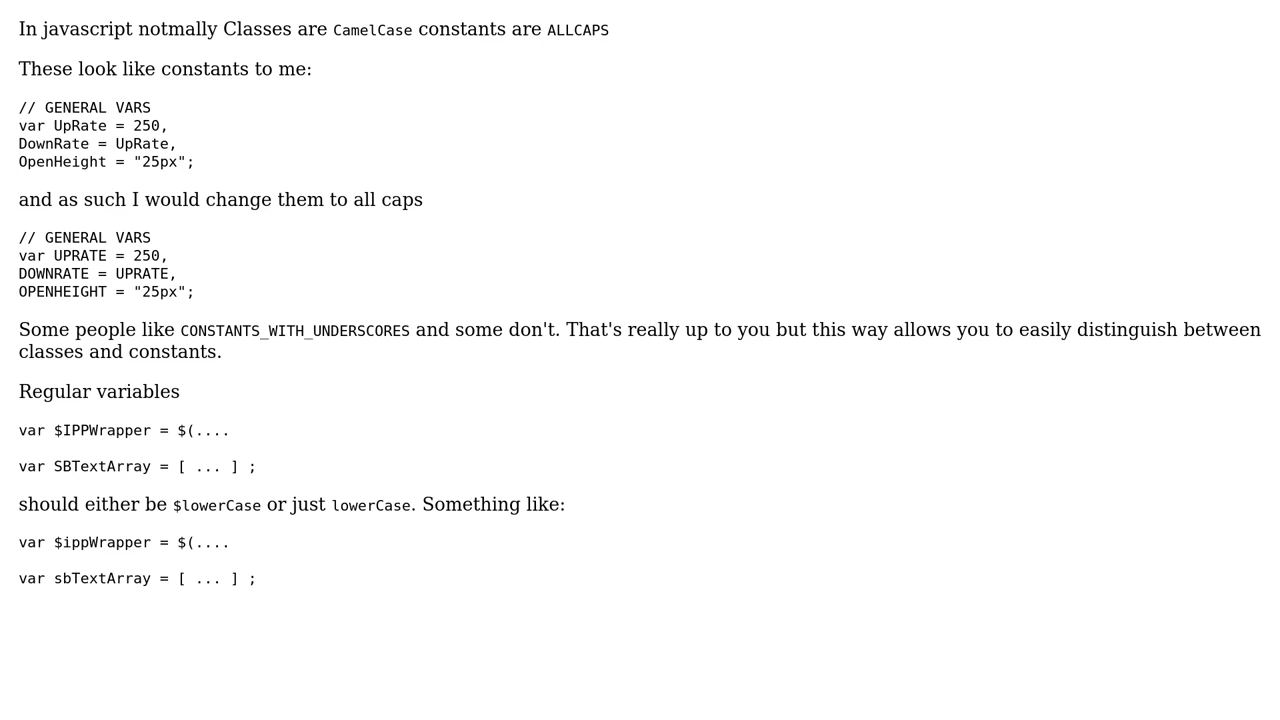 In javascript notmally Classes are CamelCase constants are ALLCAPS
These look like constants to me:
// GENERAL VARS
var UpRate = 250,
DownRate = UpRate,
OpenHeight = "25px";
and as such I would change them to all caps
// GENERAL VARS
var UPRATE = 250,
DOWNRATE = UPRATE,
OPENHEIGHT = "25px";
Some people like CONSTANTS_WITH_UNDERSCORES and some don't. That's really up to you but this way allows you to easily distinguish between
classes and constants.
Regular variables
var $IPPWrapper = $(....
var SBTextArray = [ ... ] ;
should either be $lowerCase or just lowerCase. Something like:
var $ippWrapper = $(....
var sbTextArray = [ ... ] ;